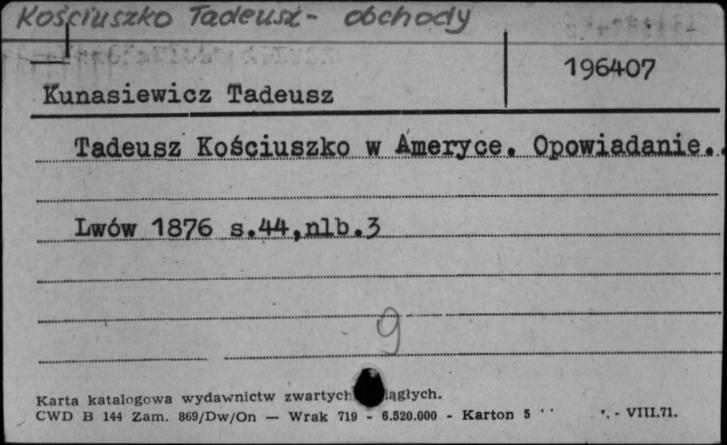 Kościuszko Tadeusz - obchody
196407
Kunasiewicz Tadeusz
Tadeusz Kościuszko w Ameryce. Opowiadanie..
Lwów 1876 s.44,nlb.3
9
Karta katalogowa wydawnictw zwartych ągłych.
CWD B 144 Zam. 869/Dw/On — Wrak 719 - 6.520.000 - Karton 5 - VIII.71.